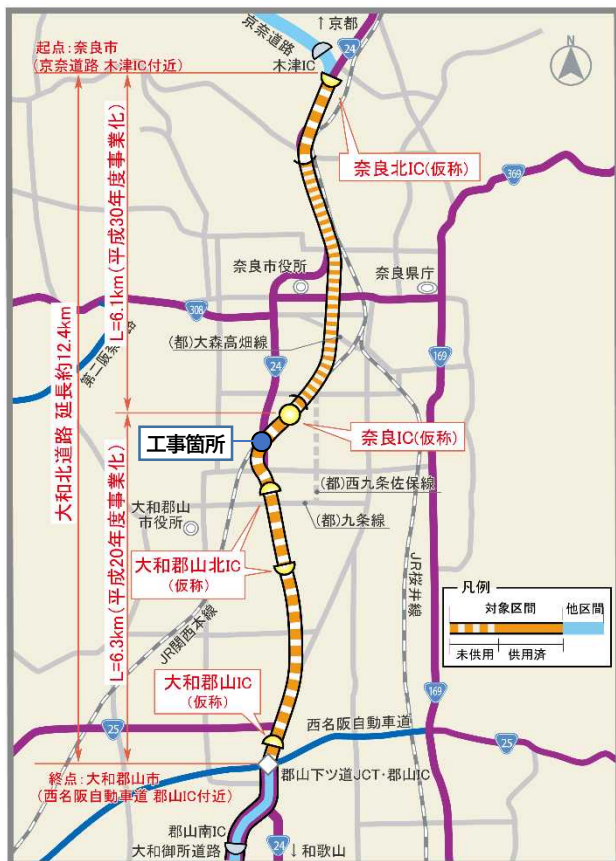 ↑京都
京奈道路
24
起点：奈良市
(京奈道路 木津IC付近)
木津IC
奈良北IC(仮称)
369
L=6.1km(平成30年度事業化)
奈良市役所
奈良県庁
308
(都)大森高畑線
第二阪奈道路
大和北道路 延長約12.4km
24
169
工事箇所
奈良IC(仮称)
(都)西九条佐保線
大和郡山
市役所
(都)九条線
L=6.3km(平成20年度事業化)
大和郡山北IC
(仮称)
JR関西本線
JR桜井線
凡例
対象区間
他区間
未供用
供用済
大和郡山IC
(仮称)
169
25
西名阪自動車道
25
終点：大和郡山市
(西名阪自動車道 郡山IC付近)
郡山下ツ道JCT・郡山IC
郡山南IC
大和御所道路
24
↓和歌山